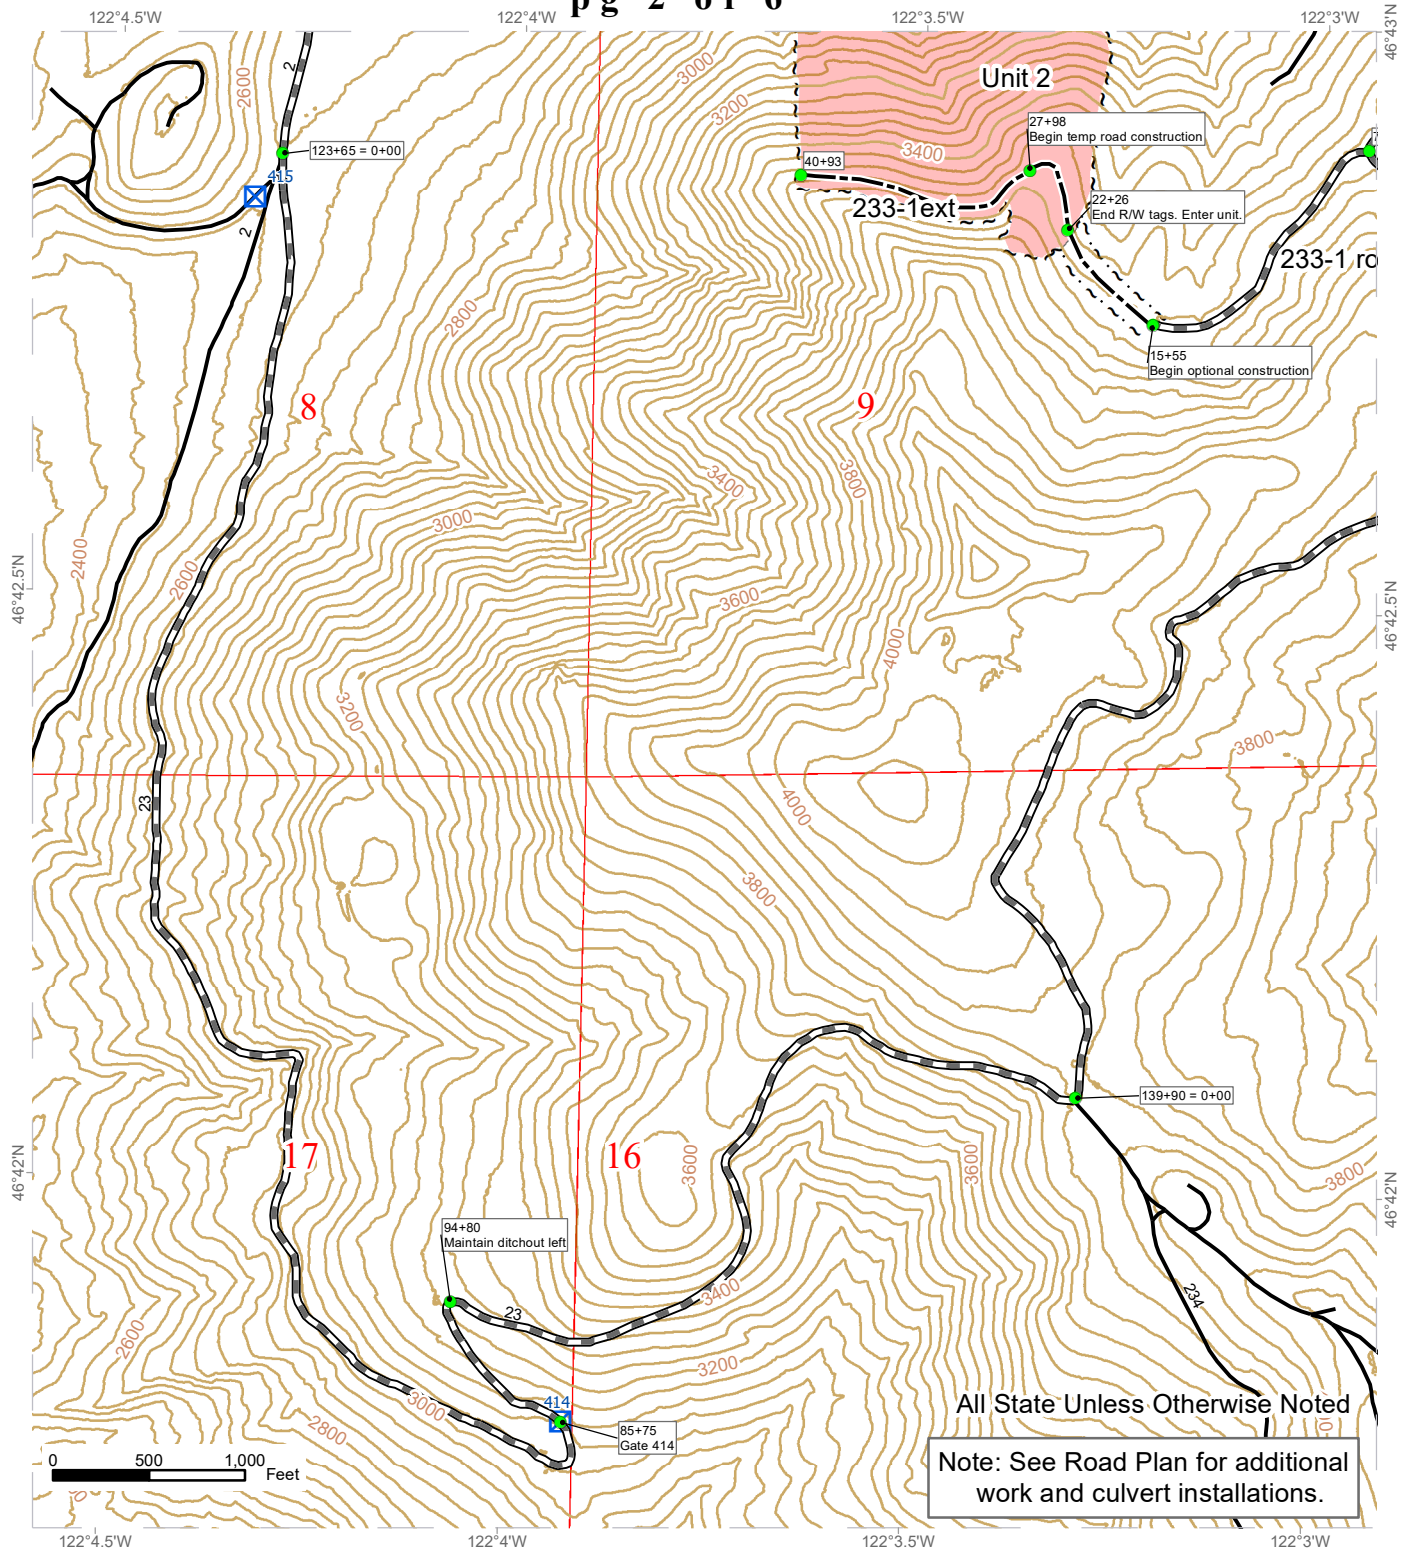 pg 2 of 6
122°4.5'W
122°4'W
122°3.5'W
122°3'W
46°43'N
2
2600
3000
3200
Unit 2
27+98
Begin temp road construction
3400
123+65 = 0+00
415
40+93
22+26
End R/W tags. Enter unit.
233-1ext
2
233-1 ro
2800
15+55
Begin optional construction
8
9
3400
3800
3000
2400
2600
46°42.5'N
46°42.5'N
3600
4000
3200
3800
23
4000
3800
139+90 = 0+00
17
16
3600
3600
3800
46°42'N
46°42'N
94+80
Maintain ditchout left
23
3400
234
2600
3200
3000
414
2800
85+75
Gate 414
All State Unless Otherwise Noted
0 500 1,000
Feet
Note: See Road Plan for additional
work and culvert installations.
122°4.5'W
122°4'W
122°3.5'W
122°3'W